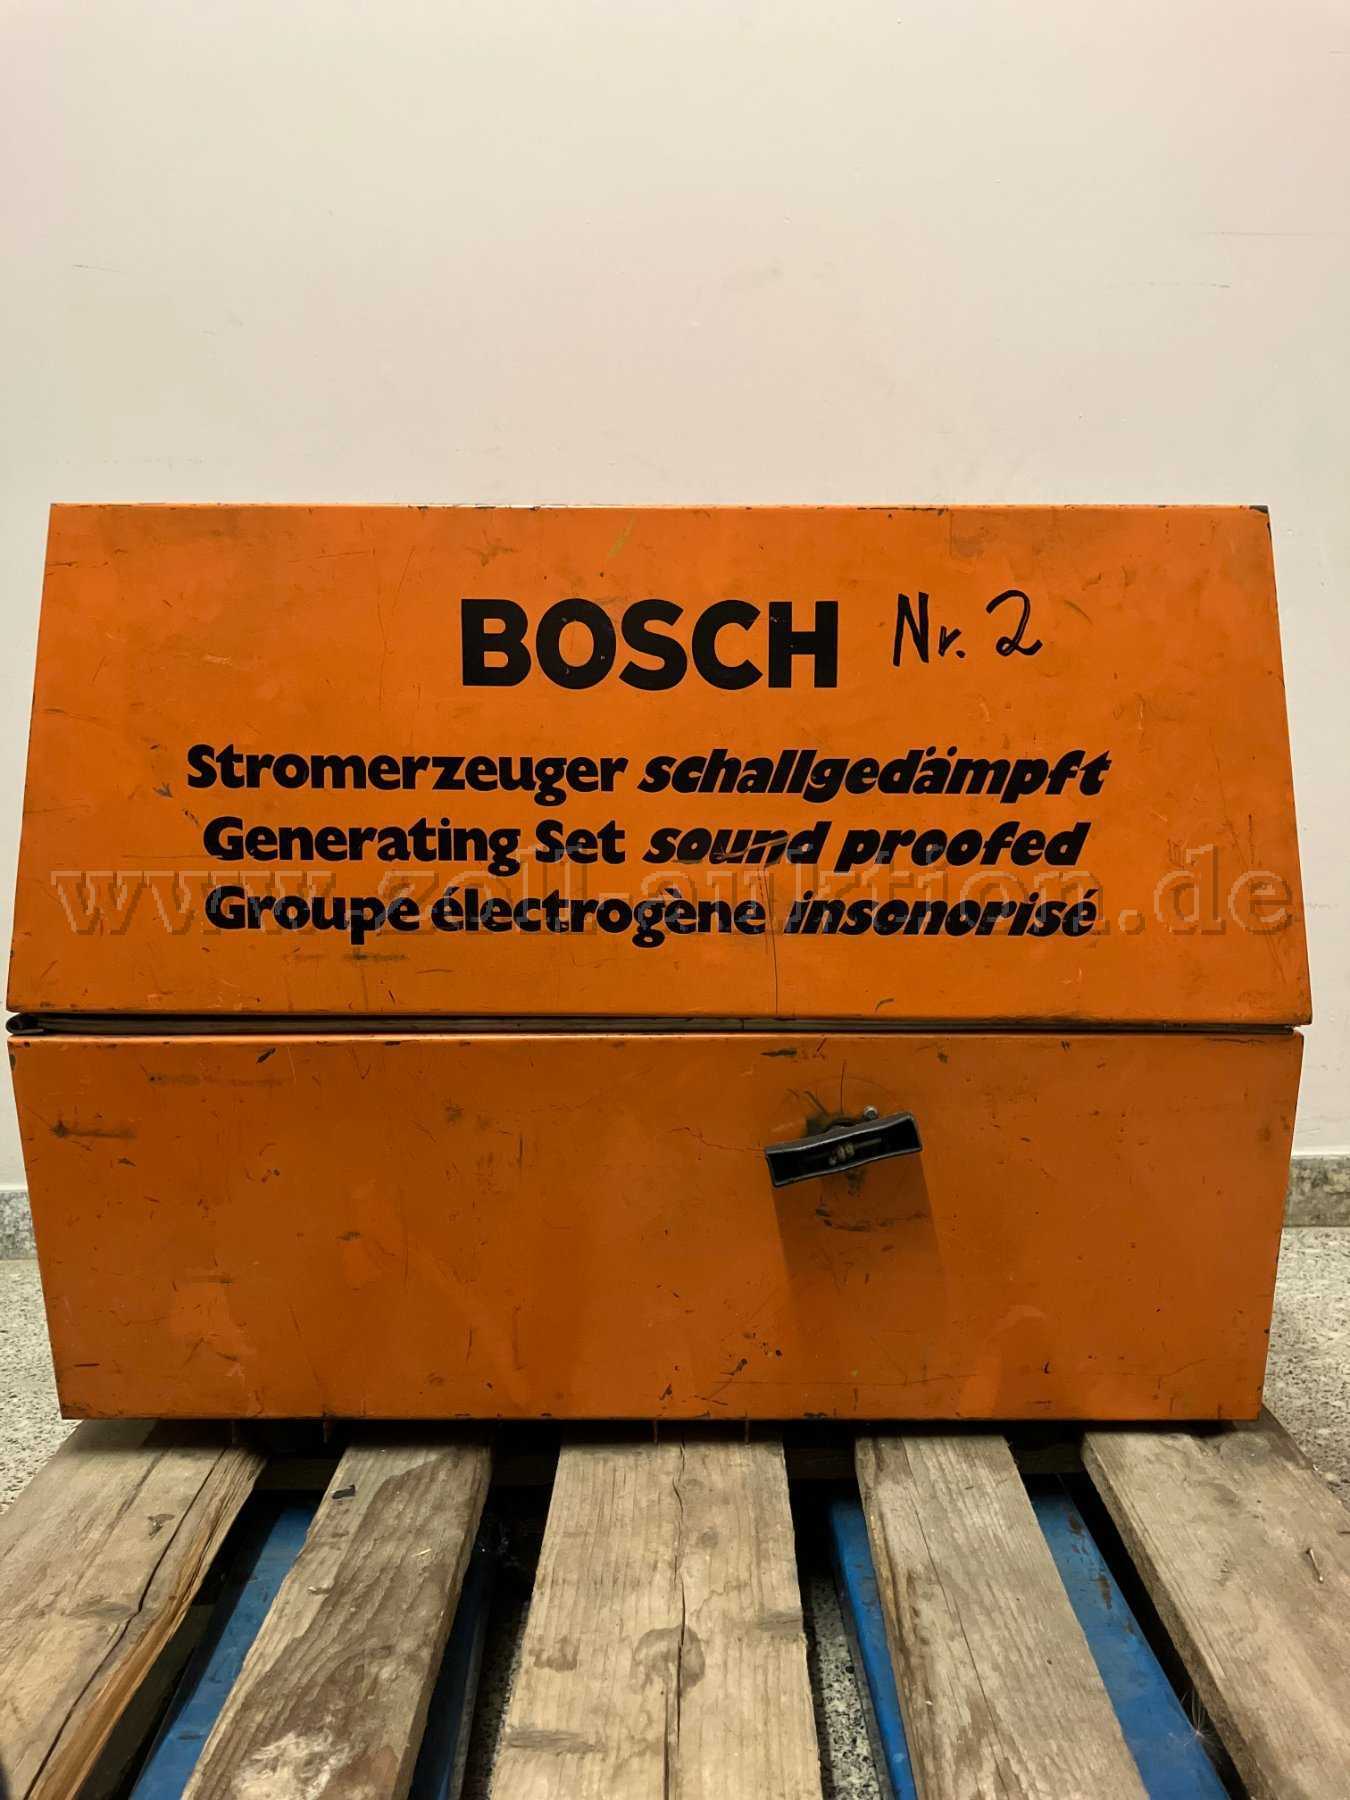 BOSCH Nr. 2
Stromerzeuger schallgedämpft
Generating Set sound proofed
www.zoll-auktion.de
Groupe électrogène insonorisé